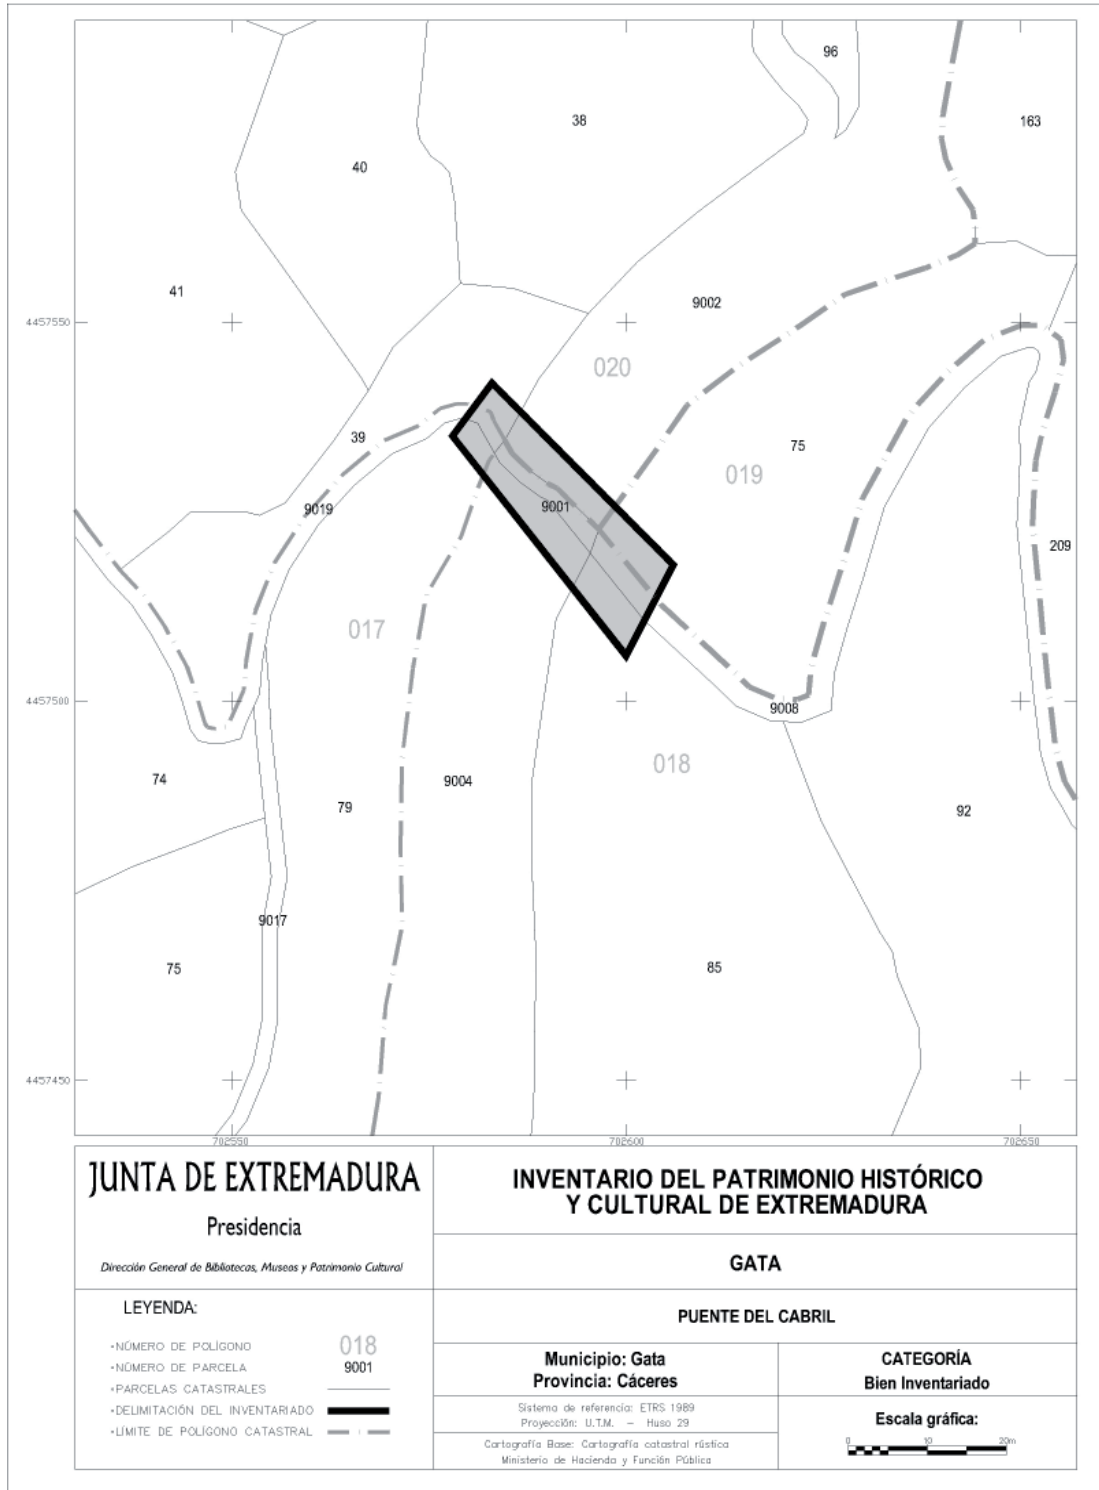 96
38
163
40
41
9002
4457550
020
39
75
019
9019
9001
209
017
4457500
9008
018
74
9004
79
92
9017
75
85
4457450
702550
702600
702650
JUNTA DE EXTREMADURA
Presidencia
Dirección General de Bibliotecas, Museos y Patrimonio Cultural
INVENTARIO DEL PATRIMONIO HISTÓRICO
Y CULTURAL DE EXTREMADURA
GATA
PUENTE DEL CABRIL
LEYENDA:
•NÚMERO DE POLÍGONO 018
•NÚMERO DE PARCELA 9001
•PARCELAS CATASTRALES
•DELIMITACIÓN DEL INVENTARIADO
•LÍMITE DE POLÍGONO CATASTRAL
Municipio: Gata
Provincia: Cáceres
Sistema de referencia: ETRS 1989
Proyección: U.T.M. – Huso 29
Cartografía Base: Cartografía catastral rústica
Ministerio de Hacienda y Función Pública
CATEGORÍA
Bien Inventariado
Escala gráfica:
0 10 20m